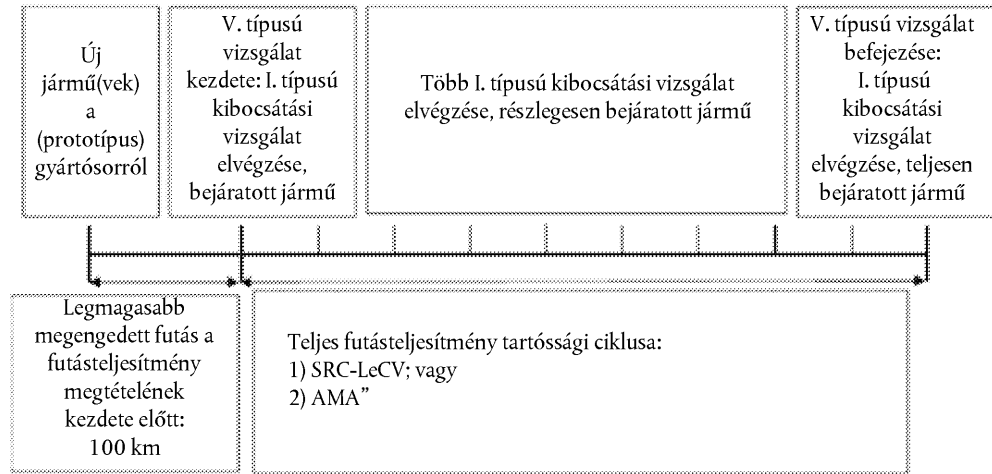 Új
jármű(vek)
a
(prototípus)
gyártósorról
V. típusú
vizsgálat
kezdete: I. típusú
kibocsátási
vizsgálat
elvégzése,
bejáratott jármű
Több I. típusú kibocsátási vizsgálat
elvégzése, részlegesen bejáratott jármű
V. típusú vizsgálat
befejezése:
I. típusú
kibocsátási
vizsgálat
elvégzése, teljesen
bejáratott jármű
Legmagasabb
megengedett futás a
futásteljesítmény
megtételének
kezdete előtt:
100 km
Teljes futásteljesítmény tartóssági ciklusa:
1) SRC-LeCV; vagy
2) AMA”